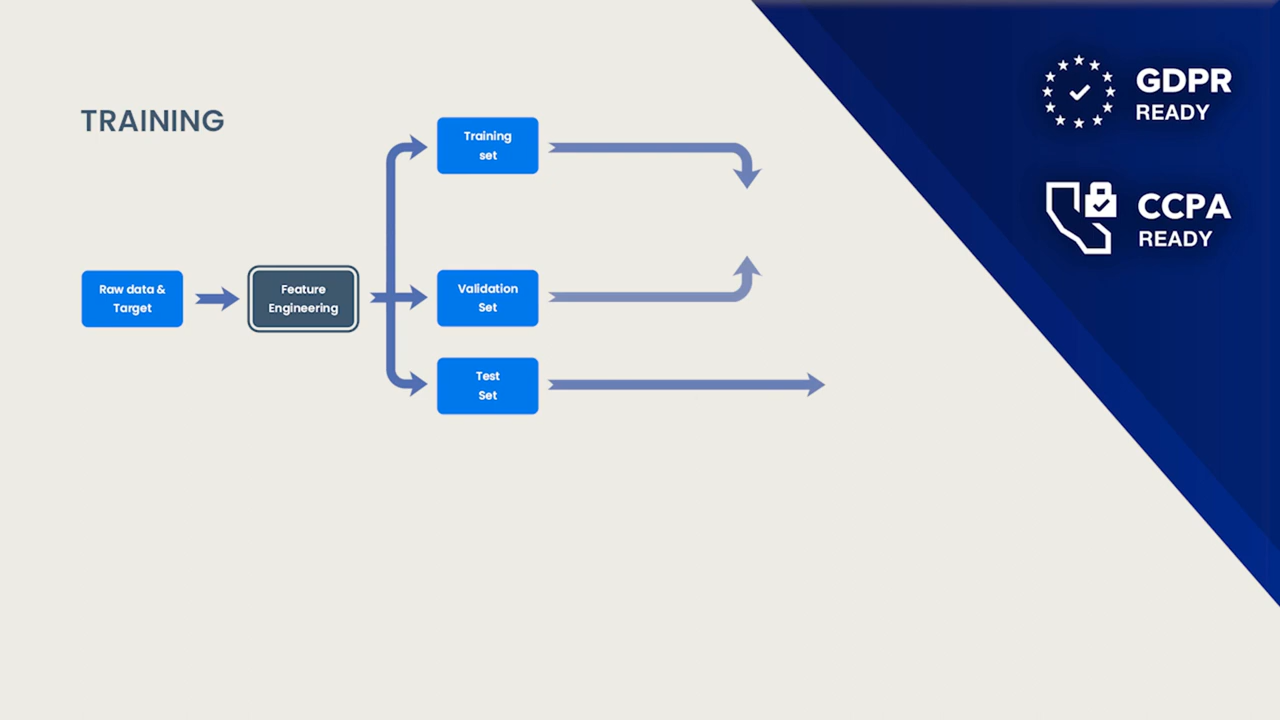 TRAINING
Training
set
Raw data &
Target
Feature
Engineering
Validation
Set
Test
Set
GDPR
READY
CCPA
READY